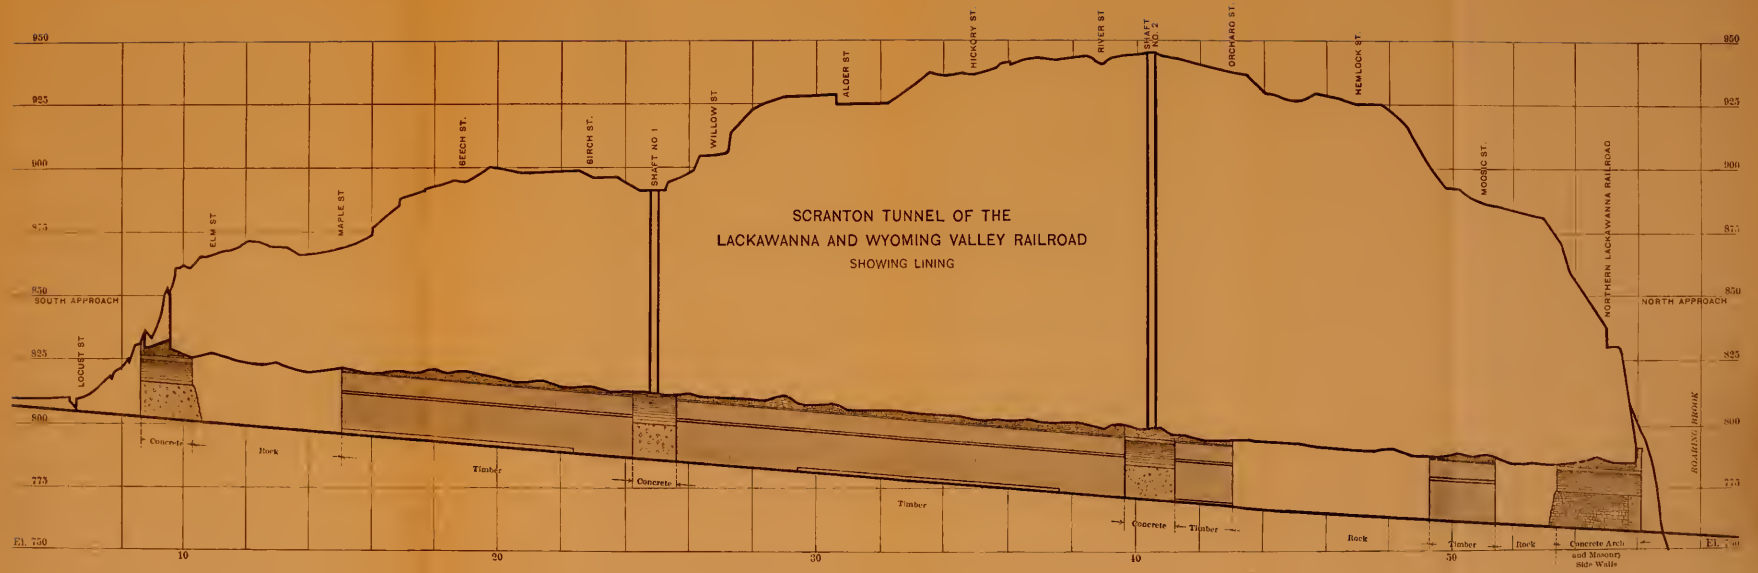 950
925
900
875
850
825
800
775
El. 750
SOUTH APPROACH
LOCUST ST
ELM ST
MAPLE ST
BEECH ST.
BIRCH ST.
SHAFT NO 1
WILLOW ST
ALDER ST
HICKORY ST.
RIVER ST
SHAFT
NO. 2
ORCHARD ST.
HEMLOCK ST.
MOOSIC ST.
NORTHERN LACKAWANNA RAILROAD
NORTH APPROACH
ROARING BROOK
950
925
900
875
850
825
800
SCRANTON TUNNEL OF THE
LACKAWANNA AND WYOMING VALLEY RAILROAD
SHOWING LINING
Concrete
Rock
Timber
Concrete
Timber
Concrete
Timber
Rock
Timber
Rock
Concrete Arch
and Masonry
Side Walls
El.
10
20
30
40
50